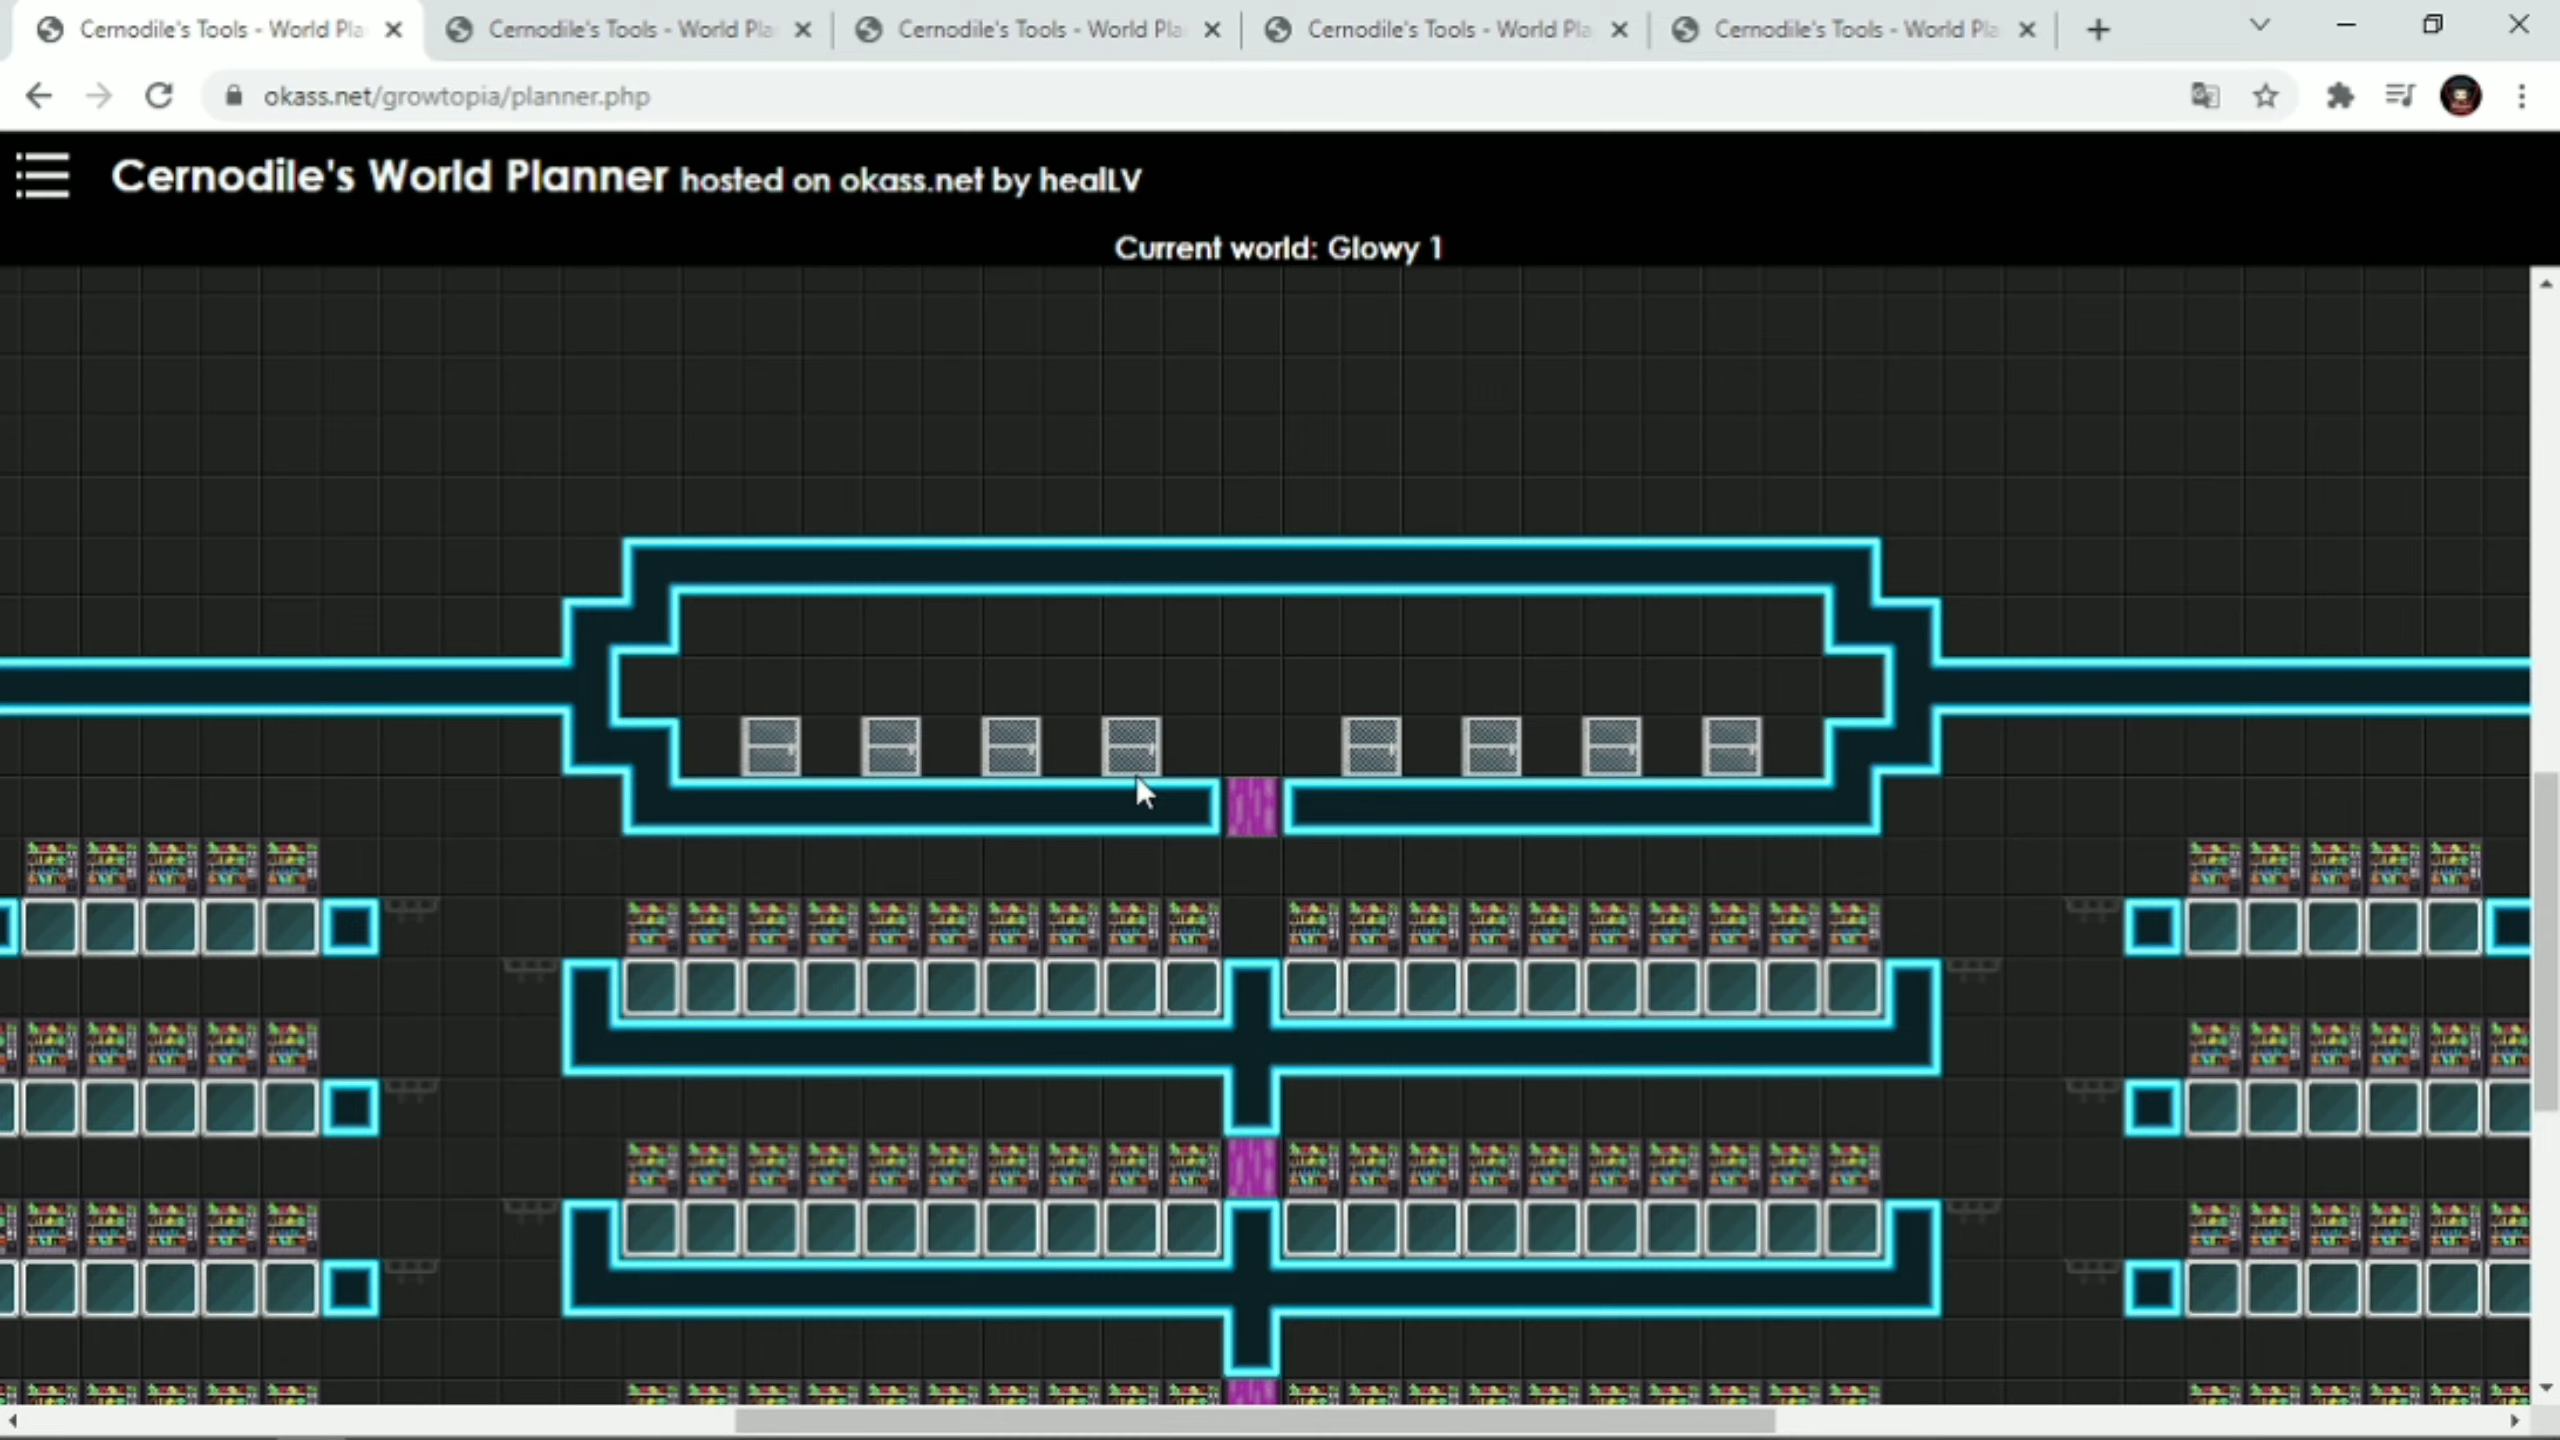 Cernodile's Tools - World Pla
Cernodile's Tools - World Pla
Cernodile's Tools - World Pla
Cernodile's Tools - World Pla
Cernodile's Tools - World Pla
okass.net/growtopia/planner.php
Cernodile's World Planner hosted on okass.net by healLV
Current world: Glowy 1